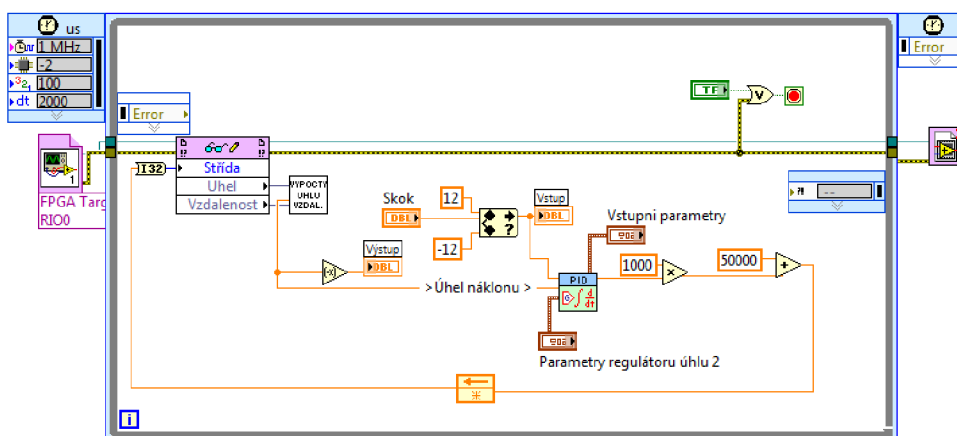 us
1 MHz
-2
100
dt 2000
Error
Error
FPGA Targ
RIO0
1
I32
Střída
Uhel
Vzdalenost
VYPOCTY
UHLU
VZDAL.
Skok
DBL
12
-12
?
Vstup
DBL
Výstup
DBL
(-x)
>Úhel náklonu >
Vstupni parametry
PID
d
dt
1000
x
50000
+
Parametry regulátoru úhlu 2
TF
V
?!
--
i